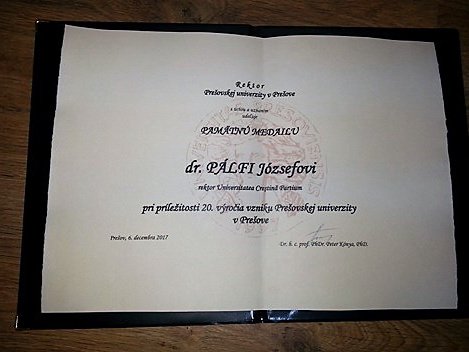 Rektor
Prešovskej univerzity v Prešove
s úctou a uznaním
udeľuje
PAMÄTNÚ MEDAILU
dr. PÁLFI Józsefovi
rektor Universitatea Creştină Partium
pri príležitosti 20. výročia vzniku Prešovskej univerzity
v Prešove
Prešov, 6. decembra 2017
Dr. h. c. prof. PhDr. Peter Kónya, PhD.